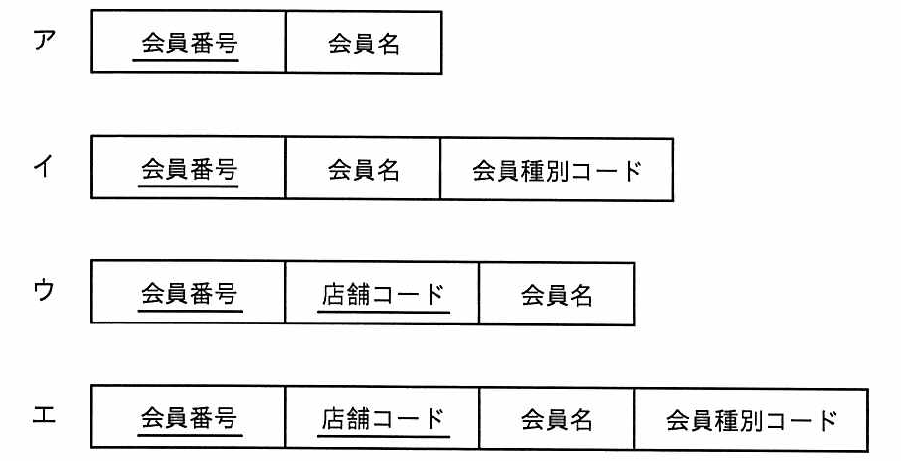 ア 会員番号 会員名
イ 会員番号 会員名 会員種別コード
ウ 会員番号 店舗コード 会員名
エ 会員番号 店舗コード 会員名 会員種別コード